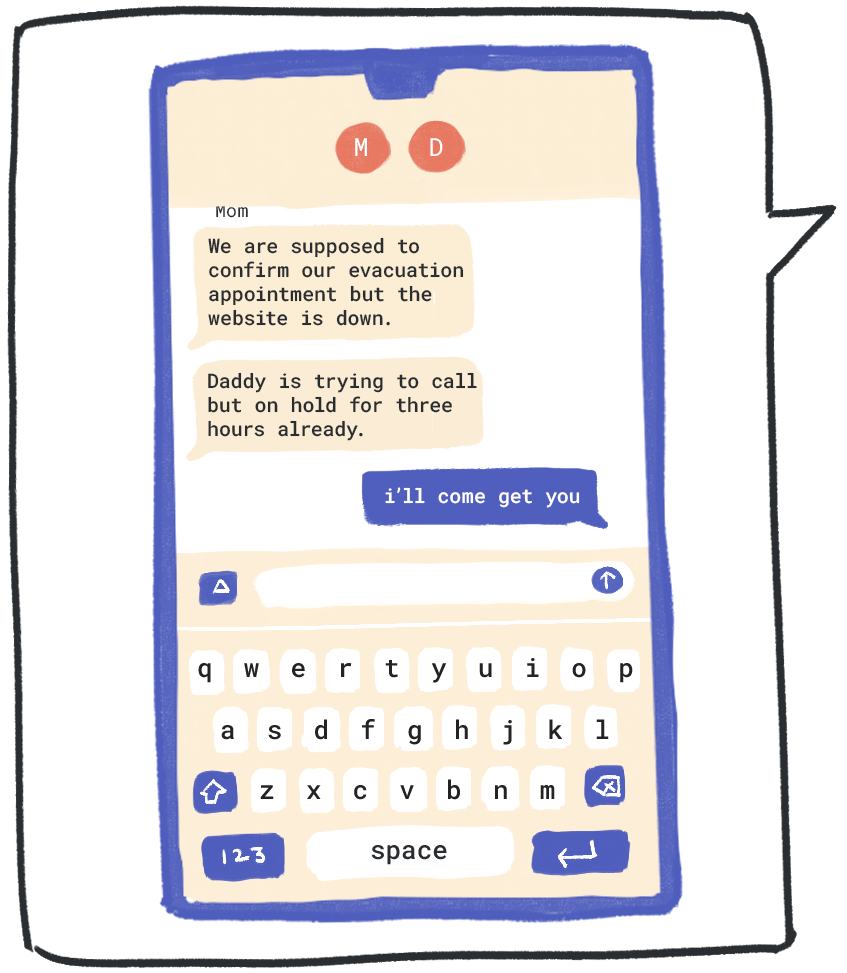 M D
Mom
We are supposed to
confirm our evacuation
appointment but the
website is down.
Daddy is trying to call
but on hold for three
hours already.
i'll come get you
q w e r t y u i o p
a s d f g h j k l
z x c v b n m
123 space